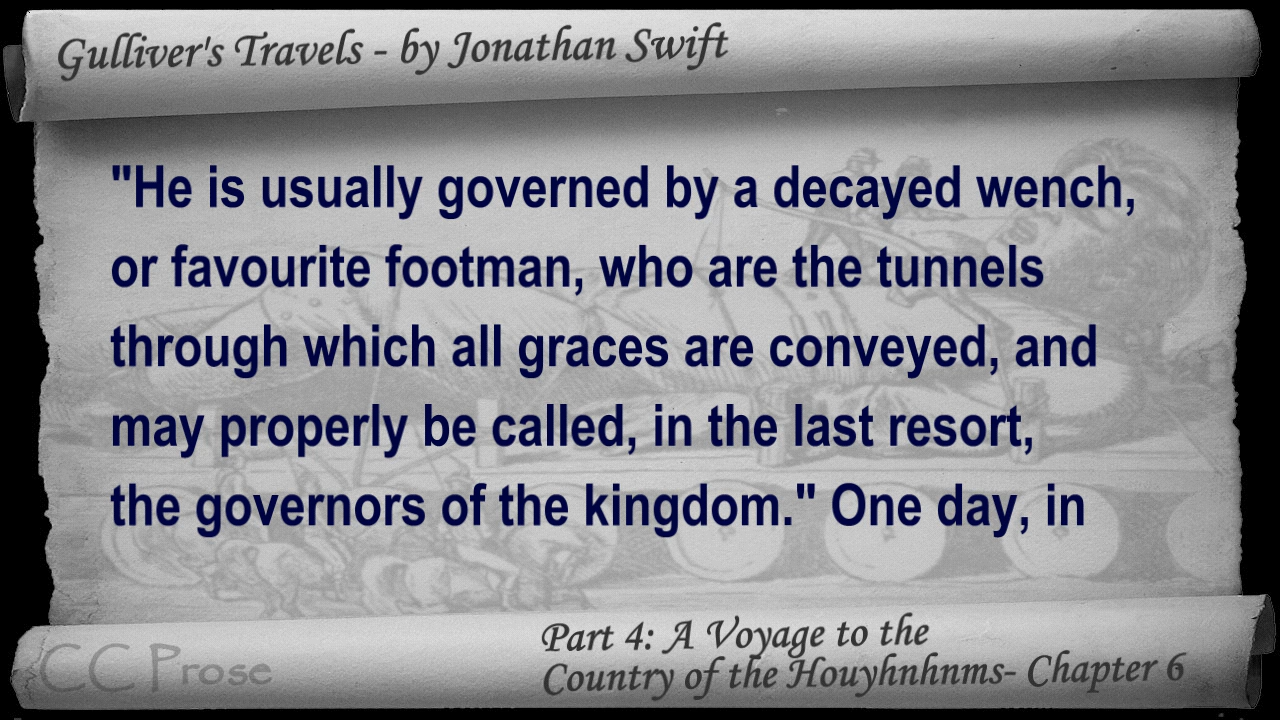 Gulliver's Travels - by Jonathan Swift
"He is usually governed by a decayed wench,
or favourite footman, who are the tunnels
through which all graces are conveyed, and
may properly be called, in the last resort,
the governors of the kingdom." One day, in
Part 4: A Voyage to the
Country of the Houyhnhnms- Chapter 6
CC Prose